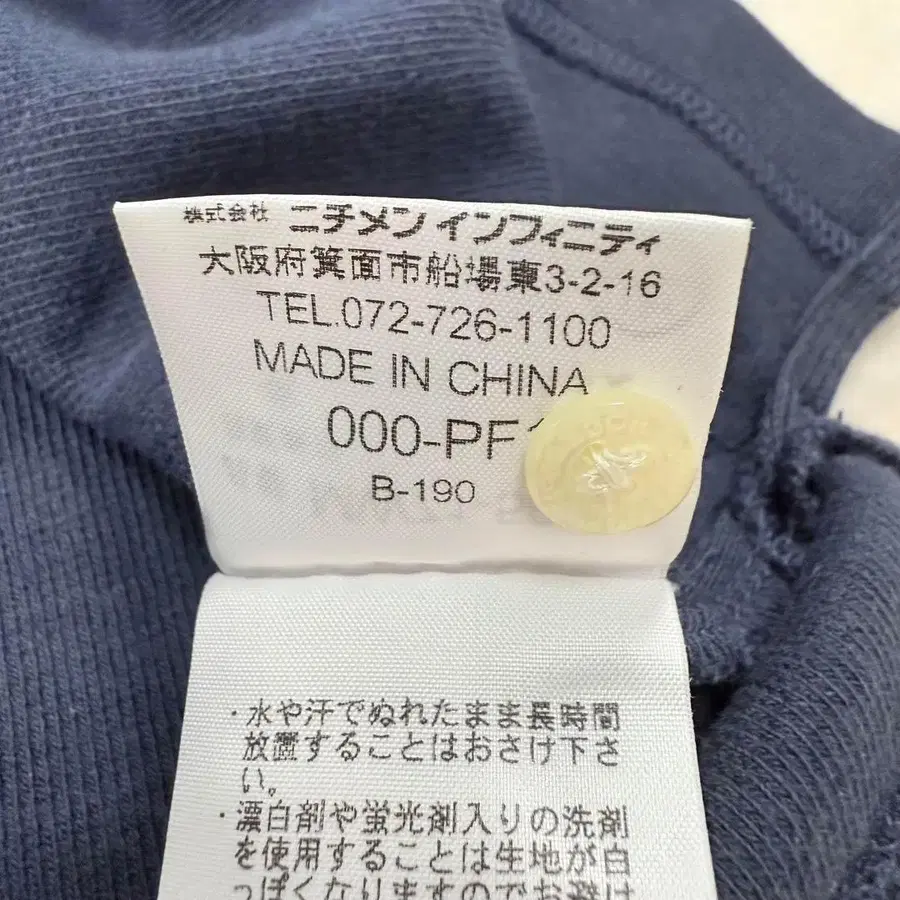 株式会社 ニチメン インフィニティ
大阪府箕面市船場東3-2-16
TEL.072-726-1100
MADE IN CHINA
000-PF
B-190
・水や汗でぬれたまま長時間
放置することはおさけ下さ
い。
・漂白剤や蛍光剤入りの洗剤
を使用することは生地が白
っぽくなりますのでお避け